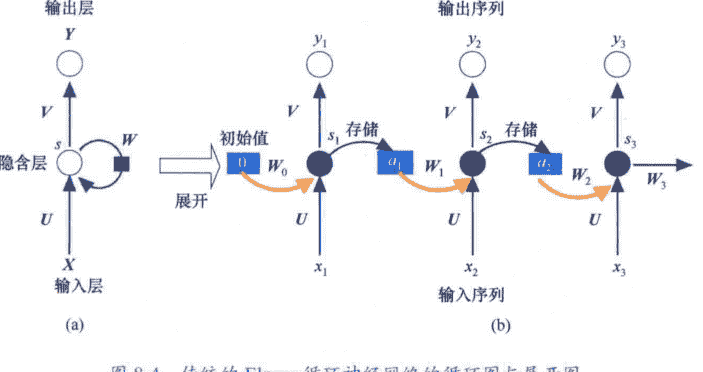 输出层
Y
V
s
W
隐含层
U
X
输入层
(a)
展开
输出序列
y1
y2
y3
V
V
V
初始值
0
W0
s1
存储
a1
W1
s2
存储
a2
W2
s3
W3
U
U
U
x1
x2
x3
输入序列
(b)